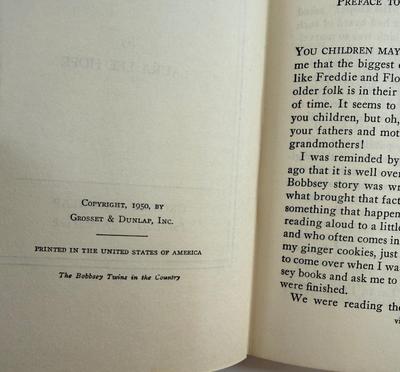 COPYRIGHT, 1950, BY
GROSSET & DUNLAP, INC.
PRINTED IN THE UNITED STATES OF AMERICA
The Bobbsey Twins in the Country
PREFACE TO
YOU CHILDREN MAY
me that the biggest
like Freddie and Flo
older folk is in their
of time. It seems to
you children, but oh,
your fathers and mot
grandmothers!
I was reminded by
ago that it is well over
Bobbsey story was wr
what brought that fact
something that happen
reading aloud to a little
and who often comes in
my ginger cookies, just
to come over when I wa
sey books and ask me to
were finished.
We were reading the
vi